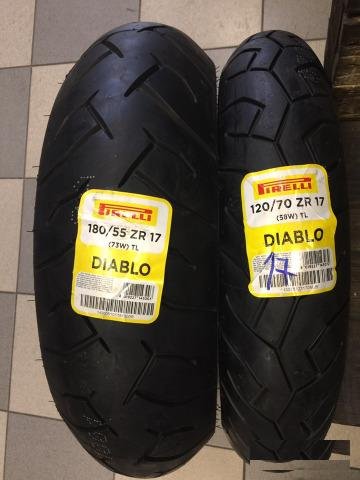 PIRELLI
180/55 ZR 17
(73W) TL
DIABLO
PIRELLI
120/70 ZR 17
(58W) TL
DIABLO
17